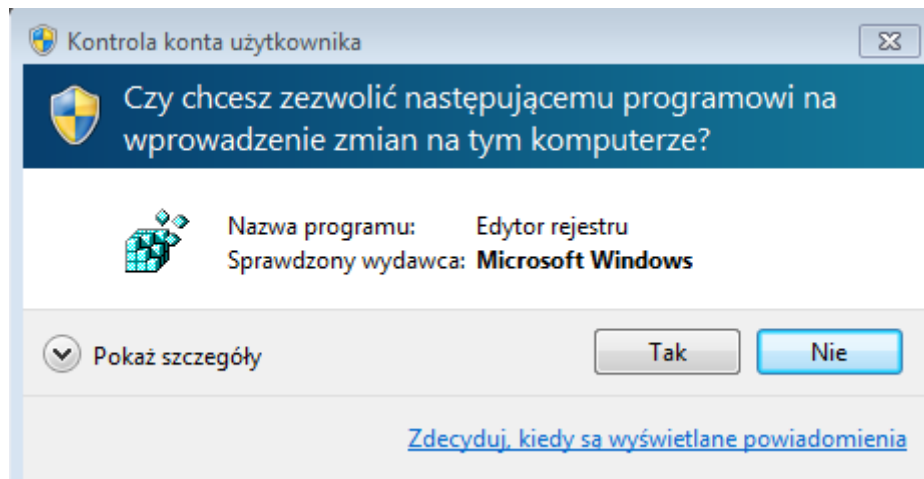 Kontrola konta użytkownika
Czy chcesz zezwolić następującemu programowi na
wprowadzenie zmian na tym komputerze?
Nazwa programu: Edytor rejestru
Sprawdzony wydawca: Microsoft Windows
Pokaż szczegóły
Tak
Nie
Zdecyduj, kiedy są wyświetlane powiadomienia